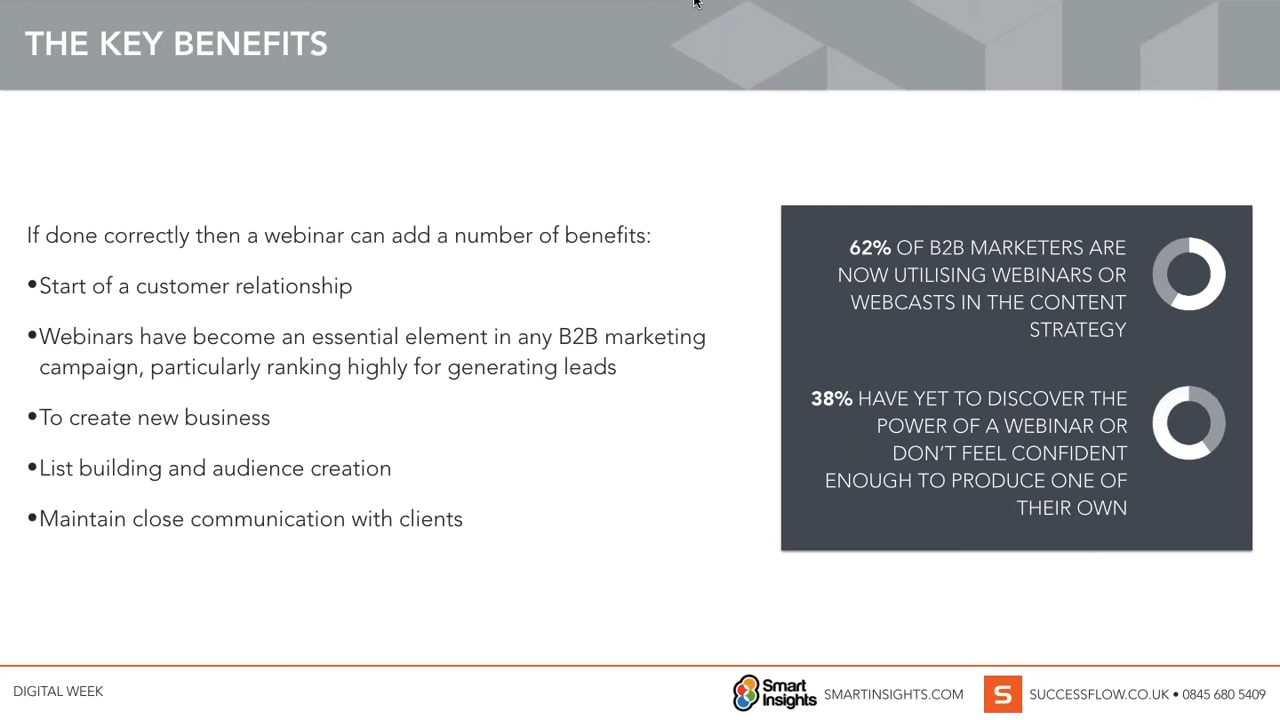 THE KEY BENEFITS
If done correctly then a webinar can add a number of benefits:
•Start of a customer relationship
•Webinars have become an essential element in any B2B marketing
campaign, particularly ranking highly for generating leads
•To create new business
•List building and audience creation
•Maintain close communication with clients
62% OF B2B MARKETERS ARE
NOW UTILISING WEBINARS OR
WEBCASTS IN THE CONTENT
STRATEGY
38% HAVE YET TO DISCOVER THE
POWER OF A WEBINAR OR
DON'T FEEL CONFIDENT
ENOUGH TO PRODUCE ONE OF
THEIR OWN
DIGITAL WEEK
Smart
Insights
SMARTINSIGHTS.COM
S
SUCCESSFLOW.CO.UK • 0845 680 5409